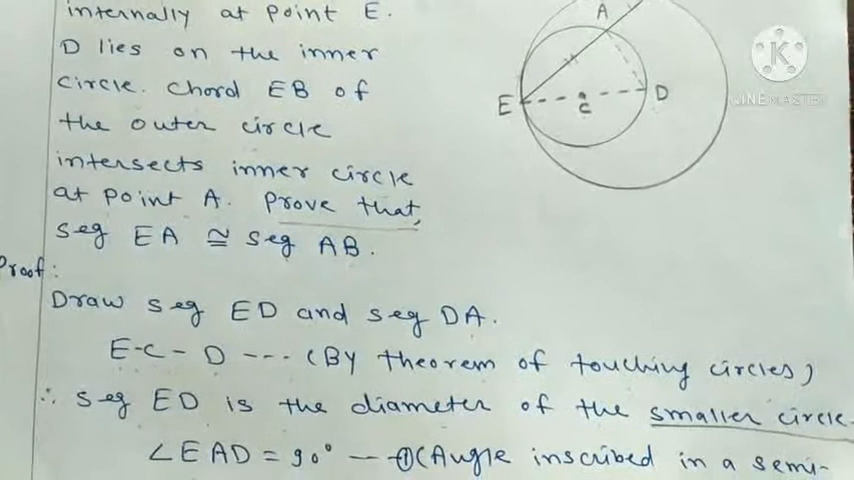 internally at point E.
D lies on the inner
circle. Chord EB of
the outer circle
intersects inner circle
at point A. Prove that,
seg EA ≅ seg AB.
Proof:
Draw seg ED and seg DA.
E-C-D --- (By theorem of touching circles)
∴ seg ED is the diameter of the smaller circle.
∠EAD = 90° — ① (Angle inscribed in a semi-
A
E
C
D
K
KINEMASTER